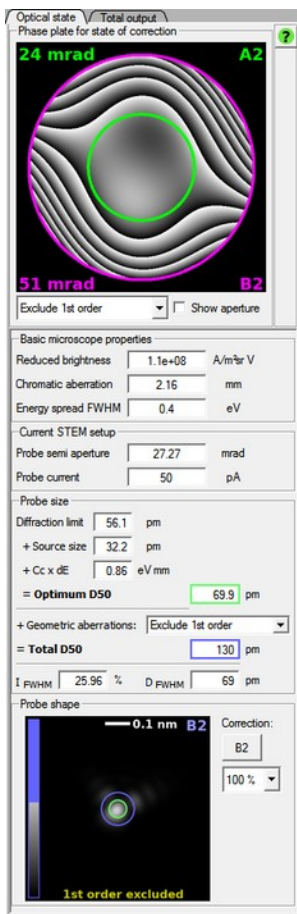 Optical state
Total output
Phase plate for state of correction
?
24 mrad
A2
51 mrad
B2
Exclude 1st order
Show aperture
Basic microscope properties
Reduced brightness 1.1e+08 A/m²sr V
Chromatic aberration 2.16 mm
Energy spread FWHM 0.4 eV
Current STEM setup
Probe semi aperture 27.27 mrad
Probe current 50 pA
Probe size
Diffraction limit 56.1 pm
+ Source size 32.2 pm
+ Cc x dE 0.86 eV mm
= Optimum D50 69.9 pm
+ Geometric aberrations: Exclude 1st order
= Total D50 130 pm
I FWHM 25.96 % D FWHM 69 pm
Probe shape
0.1 nm B2
Correction:
B2
100 %
1st order excluded